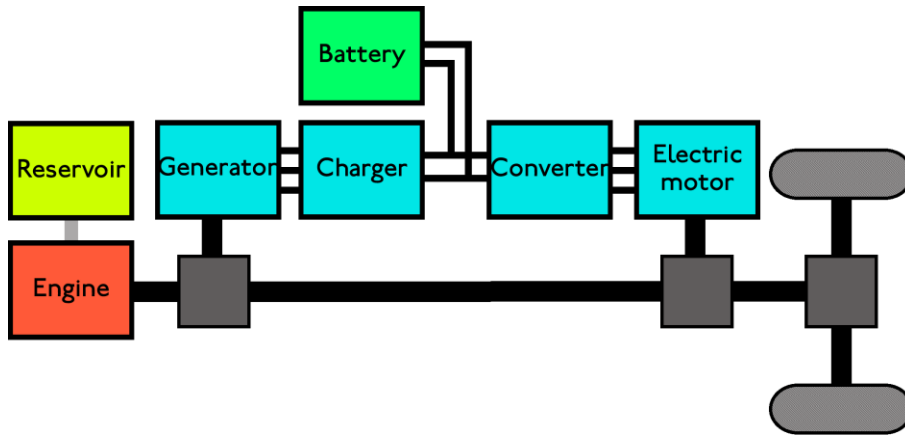 Battery
Reservoir
Generator
Charger
Converter
Electric
motor
Engine